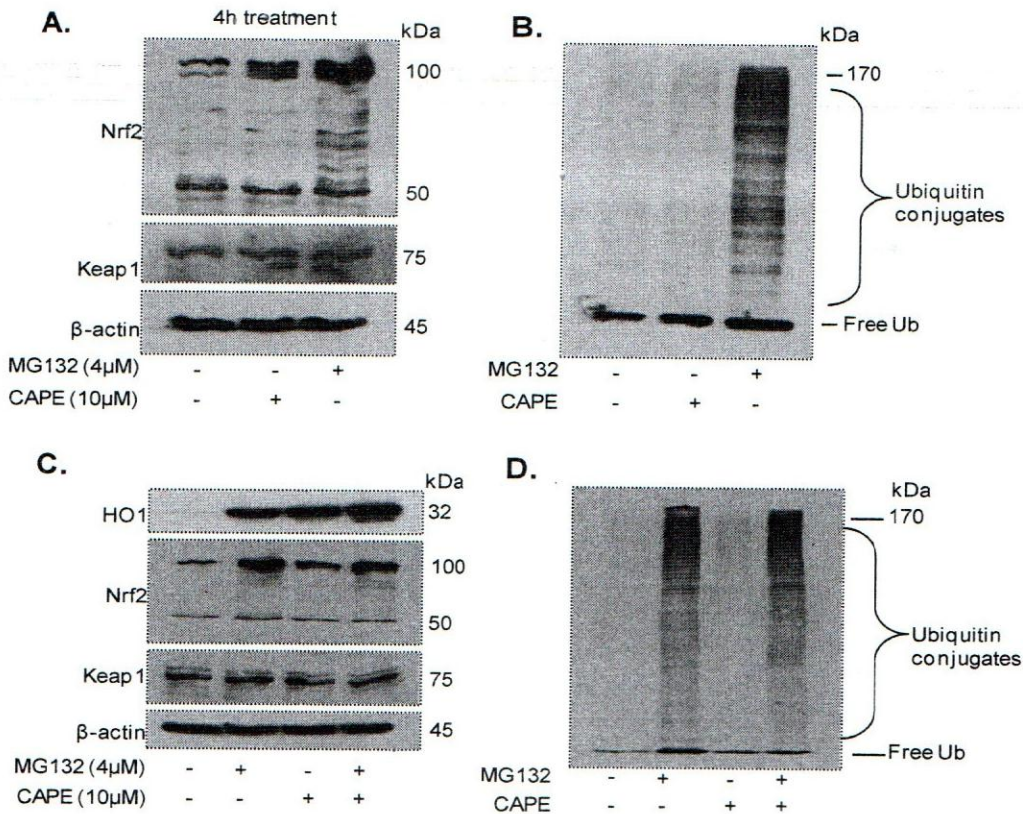 A.
4h treatment
kDa
100
Nrf2
50
Keap1
75
β-actin
45
MG132 (4μM) - - +
CAPE (10μM) - + -
B.
kDa
170
Ubiquitin
conjugates
Free Ub
MG132 - - +
CAPE - + -
C.
kDa
HO1
32
100
Nrf2
50
Keap1
75
β-actin
45
MG132 (4μM) - + - +
CAPE (10μM) - - + +
D.
kDa
170
Ubiquitin
conjugates
Free Ub
MG132 - + - +
CAPE - - + +